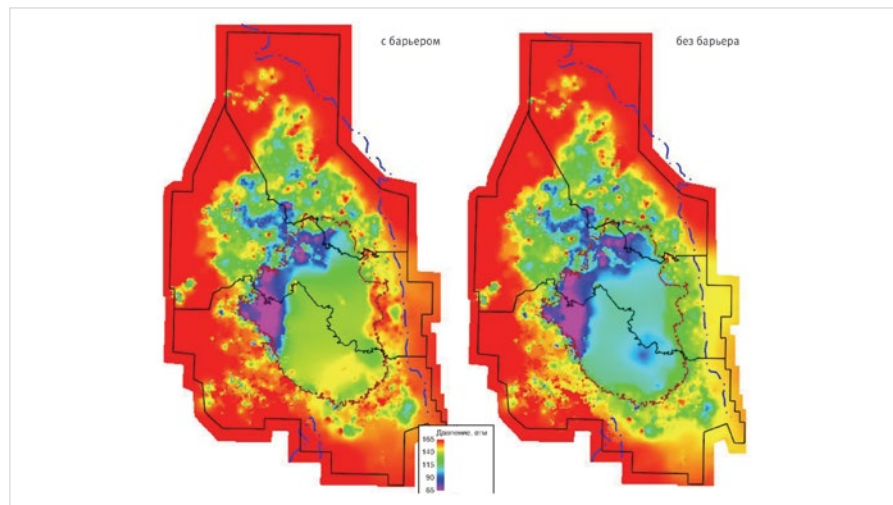 с барьером
без барьера
Давление, атм
165
140
115
90
65